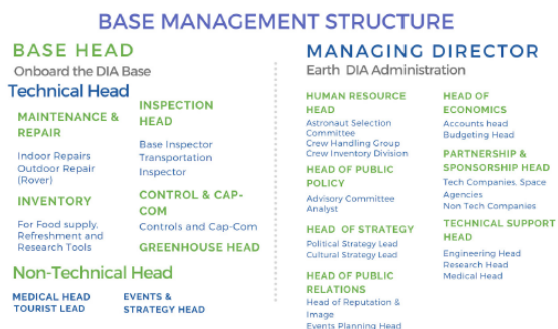 BASE MANAGEMENT STRUCTURE
BASE HEAD
Onboard the DIA Base
Technical Head
MAINTENANCE &
REPAIR
Indoor Repairs
Outdoor Repair
(Rover)
INVENTORY
For Food supply,
Refreshment and
Research Tools
INSPECTION
HEAD
Base Inspector
Transportation
Inspector
CONTROL & CAP-
COM
Controls and Cap-Com
GREENHOUSE HEAD
Non-Technical Head
MEDICAL HEAD
TOURIST LEAD
EVENTS &
STRATEGY HEAD
MANAGING DIRECTOR
Earth DIA Administration
HUMAN RESOURCE
HEAD
Astronaut Selection
Committee
Crew Handling Group
Crew Inventory Division
HEAD OF PUBLIC
POLICY
Advisory Committee
Analyst
HEAD OF STRATEGY
Political Strategy Lead
Cultural Strategy Lead
HEAD OF PUBLIC
RELATIONS
Head of Reputation &
Image
Events Planning Head
HEAD OF
ECONOMICS
Accounts head
Budgeting Head
PARTNERSHIP &
SPONSORSHIP HEAD
Tech Companies. Space
Agencies
Non Tech Companies
TECHNICAL SUPPORT
HEAD
Engineering Head
Research Head
Medical Head